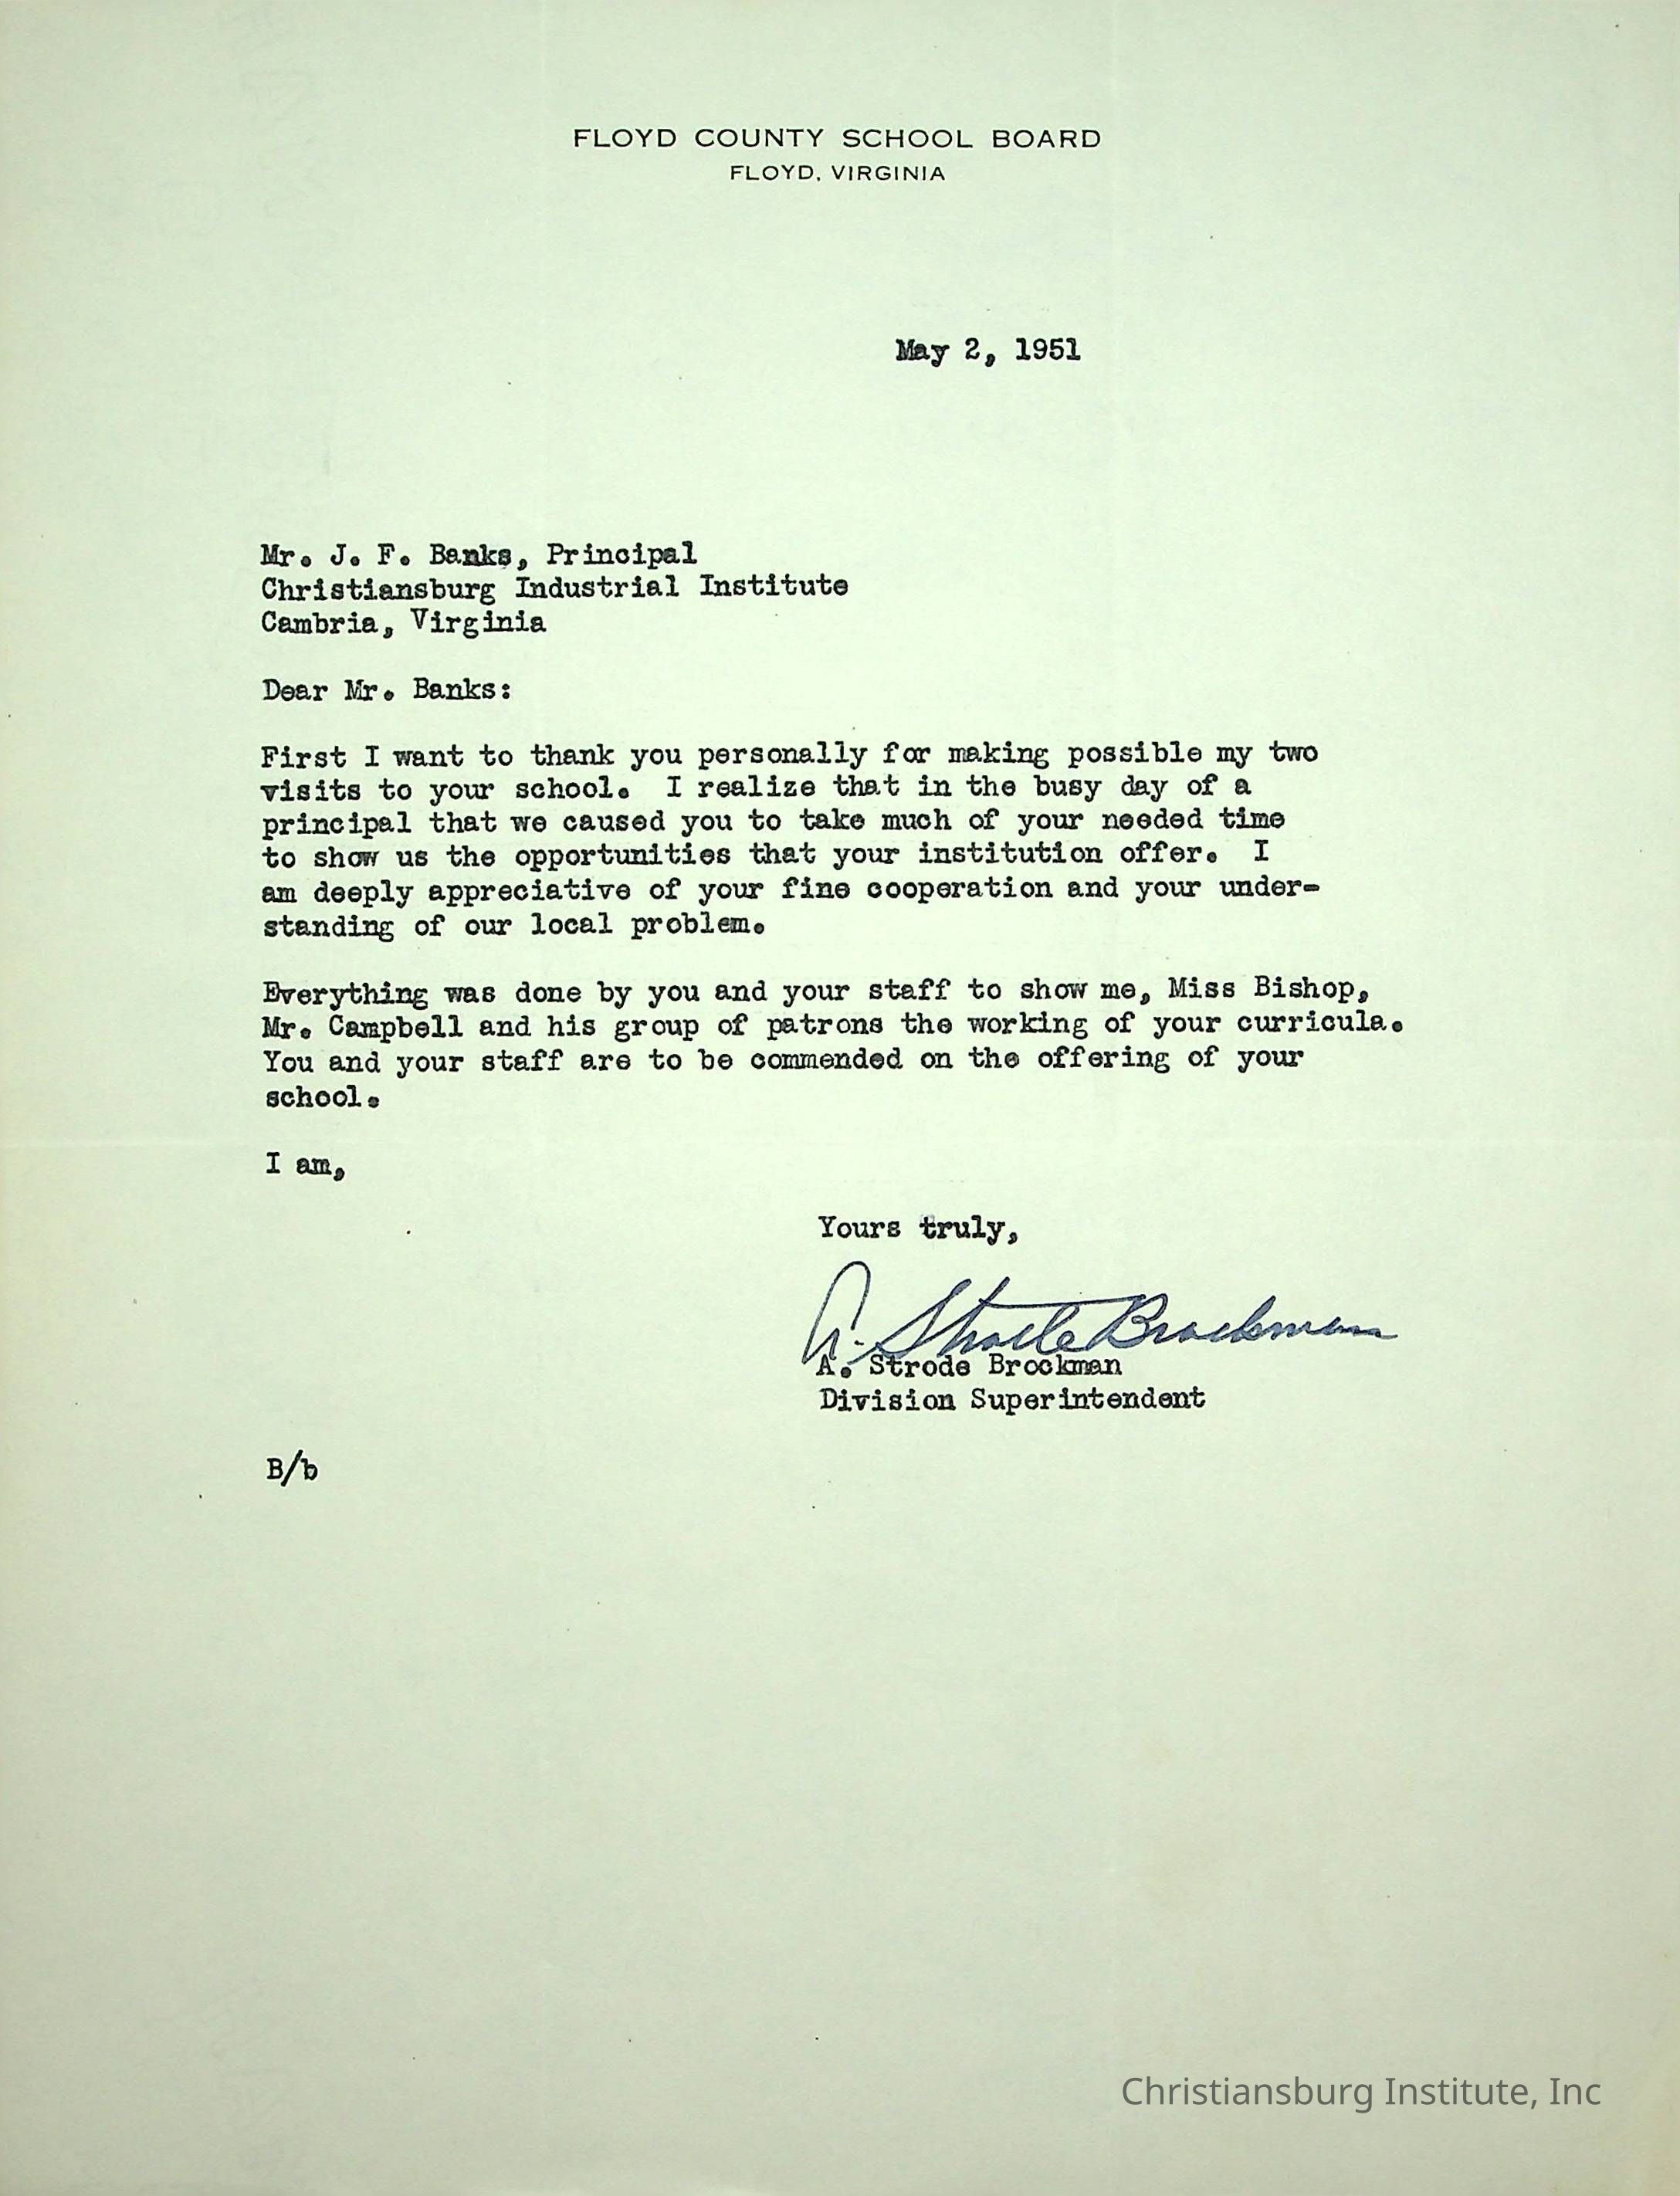 FLOYD COUNTY SCHOOL BOARD
FLOYD, VIRGINIA
May 2, 1951
Mr. J. F. Banks, Principal
Christiansburg Industrial Institute
Cambria, Virginia
Dear Mr. Banks:
First I want to thank you personally for making possible my two
visits to your school. I realize that in the busy day of a
principal that we caused you to take much of your needed time
to show us the opportunities that your institution offer. I
am deeply appreciative of your fine cooperation and your under-
standing of our local problem.
Everything was done by you and your staff to show me, Miss Bishop,
Mr. Campbell and his group of patrons the working of your curricula.
You and your staff are to be commended on the offering of your
school.
I am,
Yours truly,
A. Strode Brockman
A. Strode Brockman
Division Superintendent
B/b
Christiansburg Institute, Inc